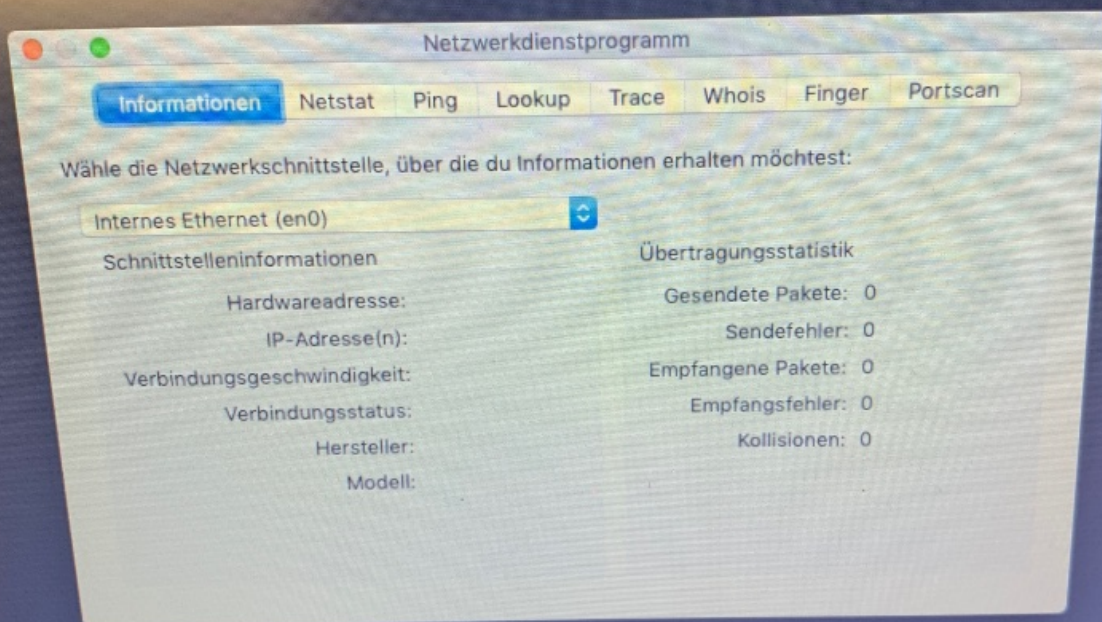 Netzwerkdienstprogramm
Informationen Netstat Ping Lookup Trace Whois Finger Portscan
Wähle die Netzwerkschnittstelle, über die du Informationen erhalten möchtest:
Internes Ethernet (en0)
Schnittstelleninformationen
Hardwareadresse:
IP-Adresse(n):
Verbindungsgeschwindigkeit:
Verbindungsstatus:
Hersteller:
Modell:
Übertragungsstatistik
Gesendete Pakete: 0
Sendefehler: 0
Empfangene Pakete: 0
Empfangsfehler: 0
Kollisionen: 0